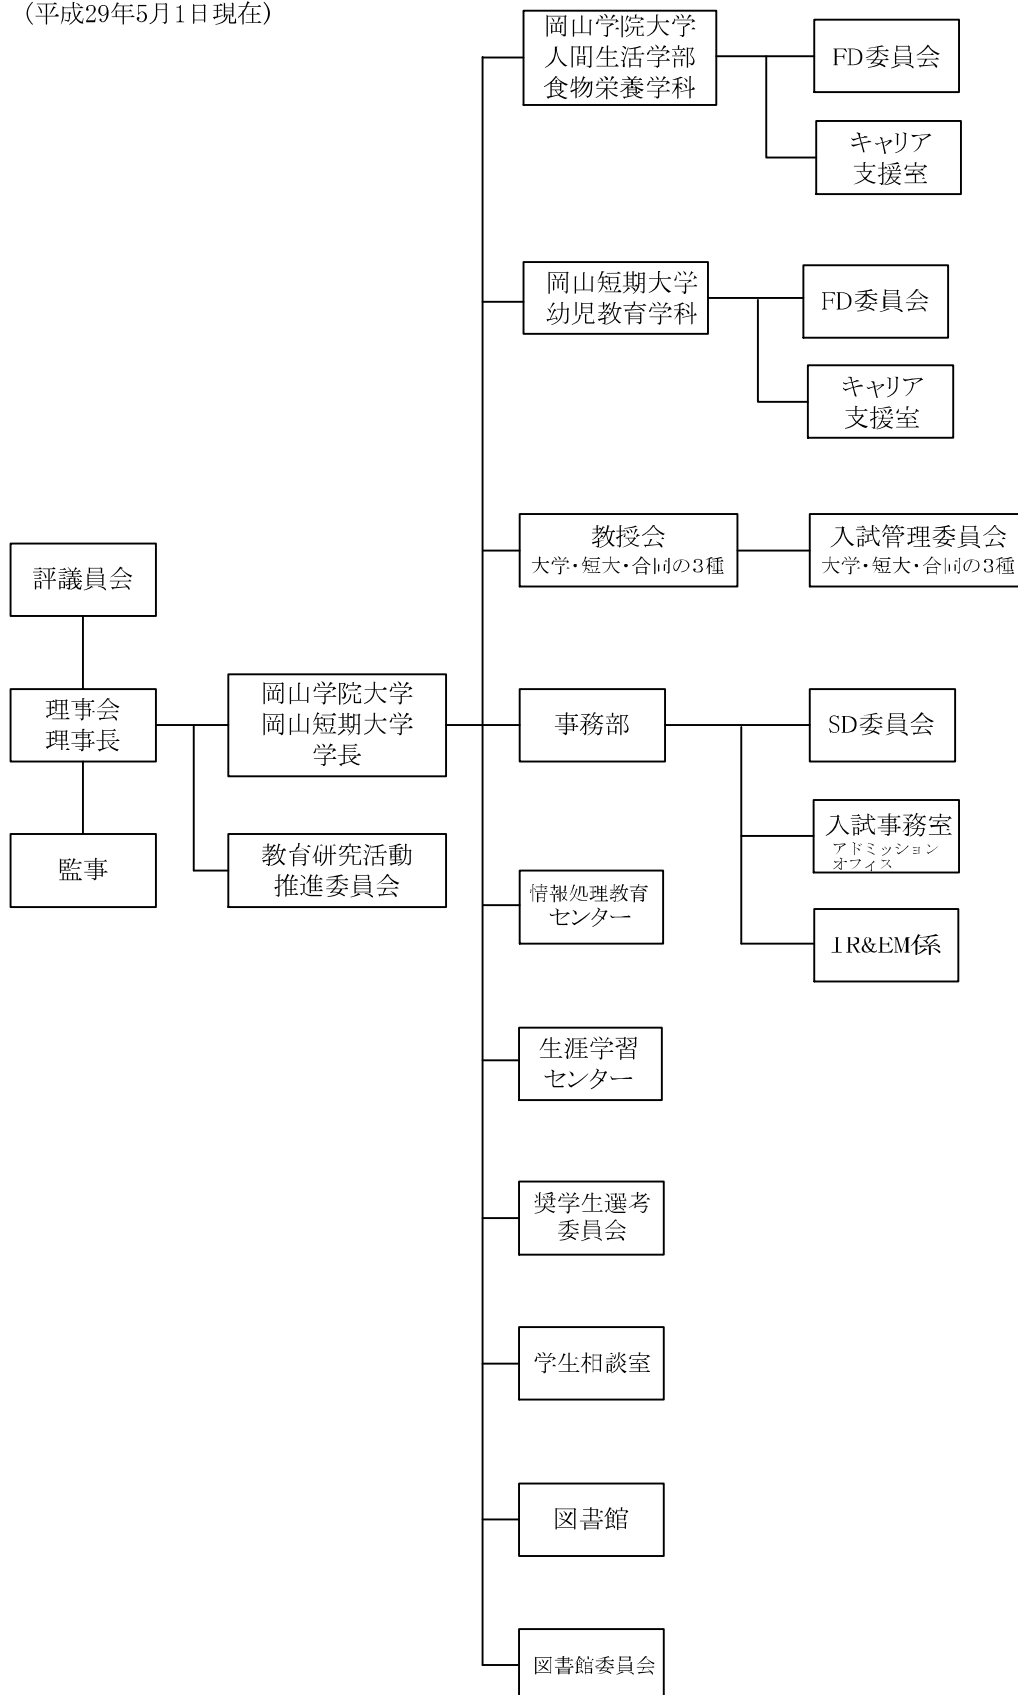 (平成29年5月1日現在)
岡山学院大学
人間生活学部
食物栄養学科
FD委員会
キャリア
支援室
岡山短期大学
幼児教育学科
FD委員会
キャリア
支援室
教授会
大学・短大・合同の3種
入試管理委員会
大学・短大・合同の3種
評議員会
理事会
理事長
岡山学院大学
岡山短期大学
学長
事務部
SD委員会
監事
教育研究活動
推進委員会
入試事務室
アドミッション
オフィス
情報処理教育
センター
IR&EM係
生涯学習
センター
奨学生選考
委員会
学生相談室
図書館
図書館委員会